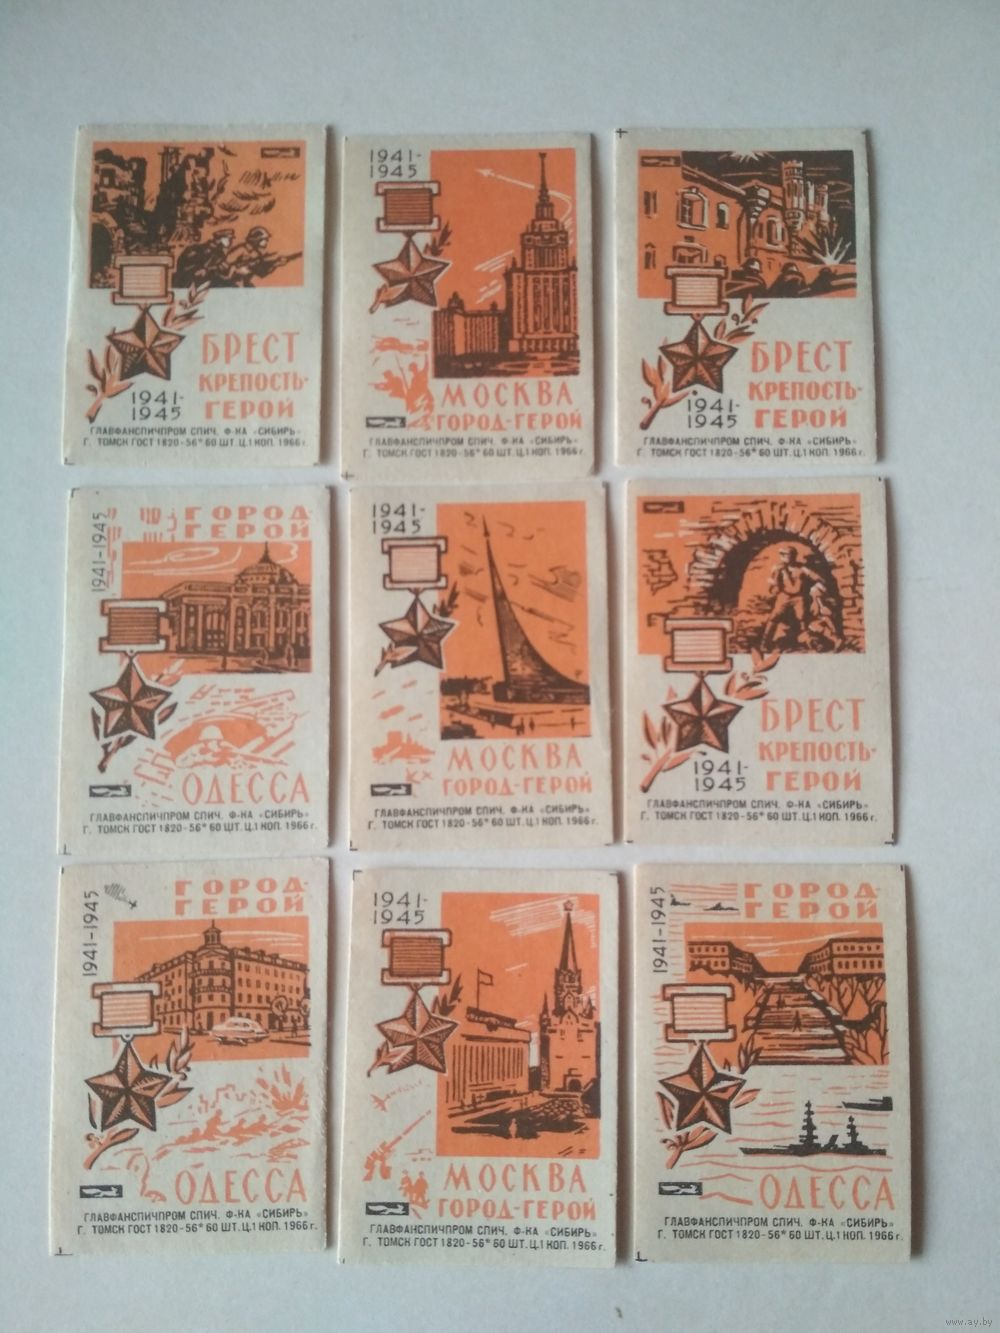 БРЕСТ
КРЕПОСТЬ-
ГЕРОЙ
1941-
1945
ГЛАВФАНСПИЧПРОМ СПИЧ. Ф-КА «СИБИРЬ»
Г. ТОМСК ГОСТ 1820-56* 60 ШТ. Ц.1 КОП. 1966 г.
1941-
1945
МОСКВА
ГОРОД-ГЕРОЙ
ГЛАВФАНСПИЧПРОМ СПИЧ. Ф-КА «СИБИРЬ»
Г. ТОМСК ГОСТ 1820-56* 60 ШТ. Ц.1 КОП. 1966 г.
БРЕСТ
КРЕПОСТЬ-
ГЕРОЙ
1941-
1945
ГЛАВФАНСПИЧПРОМ СПИЧ. Ф-КА «СИБИРЬ»
Г. ТОМСК ГОСТ 1820-56* 60 ШТ. Ц.1 КОП. 1966 г.
1941-1945
ГОРОД-
ГЕРОЙ
ОДЕССА
ГЛАВФАНСПИЧПРОМ СПИЧ. Ф-КА «СИБИРЬ»
Г. ТОМСК ГОСТ 1820-56* 60 ШТ. Ц.1 КОП. 1966 г.
1941-
1945
МОСКВА
ГОРОД-ГЕРОЙ
ГЛАВФАНСПИЧПРОМ СПИЧ. Ф-КА «СИБИРЬ»
Г. ТОМСК ГОСТ 1820-56* 60 ШТ. Ц.1 КОП. 1966 г.
БРЕСТ
КРЕПОСТЬ-
ГЕРОЙ
1941-
1945
ГЛАВФАНСПИЧПРОМ СПИЧ. Ф-КА «СИБИРЬ»
Г. ТОМСК ГОСТ 1820-56* 60 ШТ. Ц.1 КОП. 1966 г.
1941-1945
ГОРОД-
ГЕРОЙ
ОДЕССА
ГЛАВФАНСПИЧПРОМ СПИЧ. Ф-КА «СИБИРЬ»
Г. ТОМСК ГОСТ 1820-56* 60 ШТ. Ц.1 КОП. 1966 г.
1941-
1945
МОСКВА
ГОРОД-ГЕРОЙ
ГЛАВФАНСПИЧПРОМ СПИЧ. Ф-КА «СИБИРЬ»
Г. ТОМСК ГОСТ 1820-56* 60 ШТ. Ц.1 КОП. 1966 г.
1941-1945
ГОРОД-
ГЕРОЙ
ОДЕССА
ГЛАВФАНСПИЧПРОМ СПИЧ. Ф-КА «СИБИРЬ»
Г. ТОМСК ГОСТ 1820-56* 60 ШТ. Ц.1 КОП. 1966 г.
www.ay.by